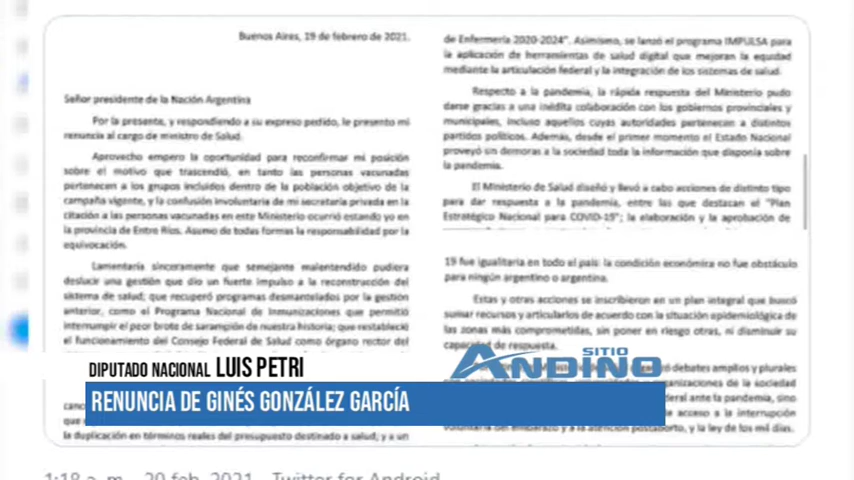 Buenos Aires, 19 de febrero de 2021.
Señor presidente de la Nación Argentina
Por la presente, y respondiendo a su expreso pedido, le presento mi
renuncia al cargo de ministro de Salud.
Aprovecho empero la oportunidad para reconfirmar mi posición
sobre el motivo que trascendió, en tanto las personas vacunadas
pertenecen a los grupos incluidos dentro de la población objetivo de la
campaña vigente, y la confusión involuntaria de mi secretaría privada en la
citación a las personas vacunadas en este Ministerio ocurrió estando yo en
la provincia de Entre Ríos. Asumo de todas formas la responsabilidad por la
equivocación.
Lamentaría sinceramente que semejante malentendido pudiera
deslucir una gestión que dio un fuerte impulso a la reconstrucción del
sistema de salud; que recuperó programas desmantelados por la gestión
anterior, como el Programa Nacional de Inmunizaciones que permitió
interrumpir el peor brote de sarampión de nuestra historia; que restableció
el funcionamiento del Consejo Federal de Salud como órgano rector del
la duplicación en términos reales del presupuesto destinado a salud; y a un
de Enfermería 2020-2024". Asimismo, se lanzó el programa IMPULSA para
la aplicación de herramientas de salud digital que mejoran la equidad
mediante la articulación federal y la integración de los sistemas de salud.
Respecto a la pandemia, la rápida respuesta del Ministerio pudo
darse gracias a una inédita colaboración con los gobiernos provinciales y
municipales, incluso aquellos cuyas autoridades pertenecen a distintos
partidos políticos. Además, desde el primer momento el Estado Nacional
proveyó sin demoras a la sociedad toda la información que disponía sobre
la pandemia.
El Ministerio de Salud diseñó y llevó a cabo acciones de distinto tipo
para dar respuesta a la pandemia, entre las que destacan el "Plan
Estratégico Nacional para COVID-19"; la elaboración y la aprobación de
19 fue igualitaria en todo el país: la condición económica no fue obstáculo
para ningún argentino o argentina.
Estas y otras acciones se inscribieron en un plan integral que buscó
sumar recursos y articularlos de acuerdo con la situación epidemiológica de
las zonas más comprometidas, sin poner en riesgo otras, ni disminuir su
capacidad de respuesta.
debates amplios y plurales
organizaciones de la sociedad
ante la pandemia, sino
acceso a la interrupción
voluntaria del embarazo y a la atención postaborto, y la ley de los mil días.
SITIO
ANDINO
DIPUTADO NACIONAL LUIS PETRI
RENUNCIA DE GINÉS GONZÁLEZ GARCÍA
1:18 a. m. 20 feb. 2021 Twitter for Android